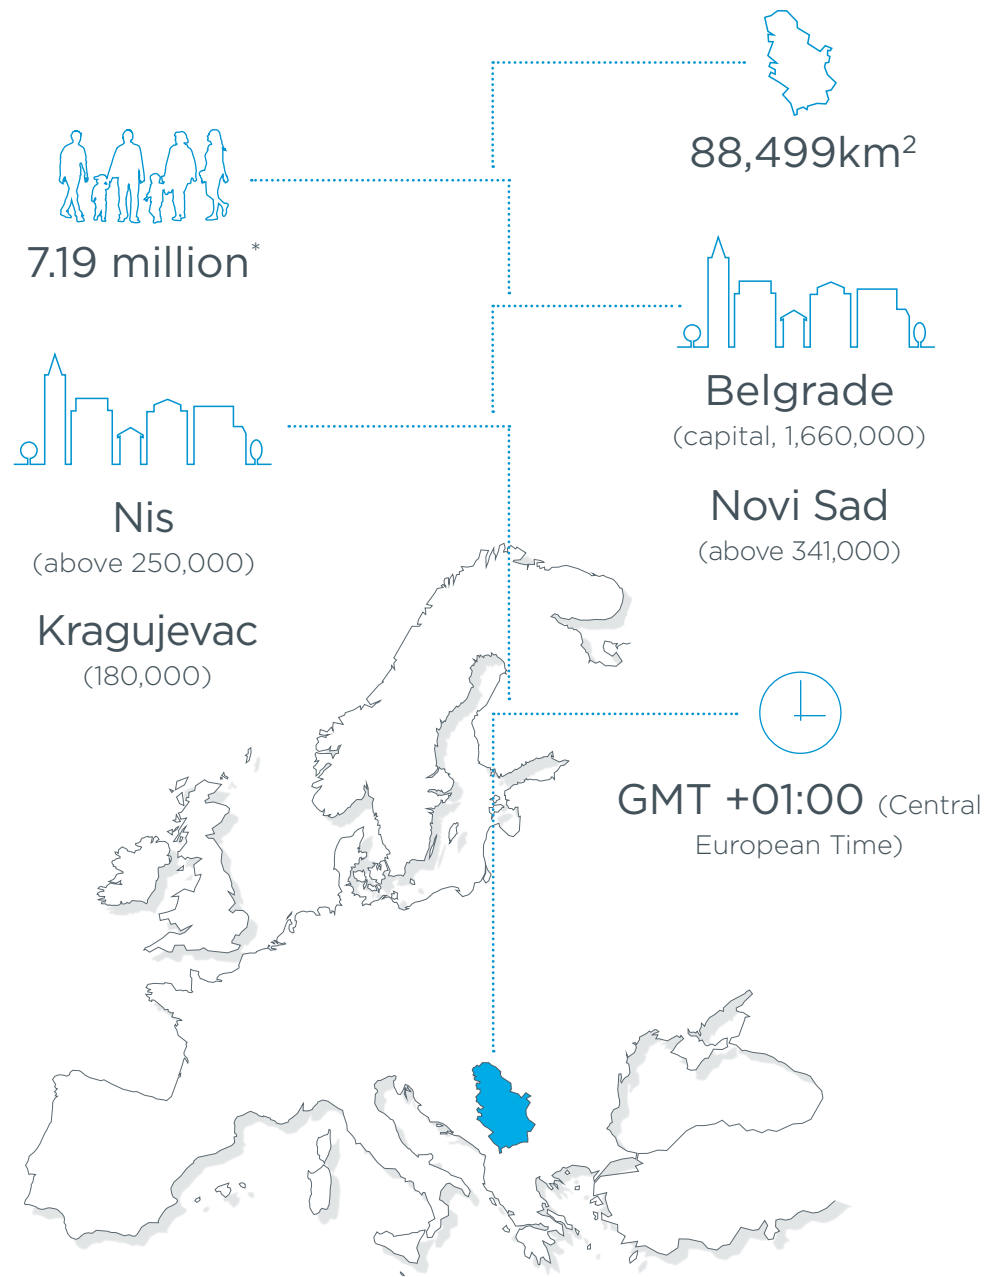 88,499km²
7.19 million*
Belgrade
(capital, 1,660,000)
Nis
(above 250,000)
Novi Sad
(above 341,000)
Kragujevac
(180,000)
GMT +01:00 (Central
European Time)